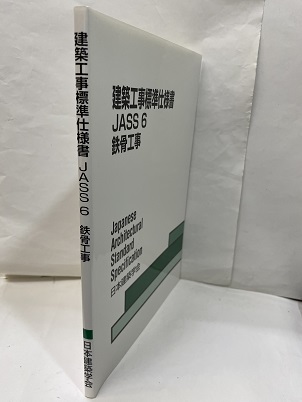 建築工事標準仕様書 JASS 6 鉄骨工事
日本建築学会
建築工事標準仕様書
JASS 6
鉄骨工事
Japanese
Architectural
Standard
Specification
日本建築学会